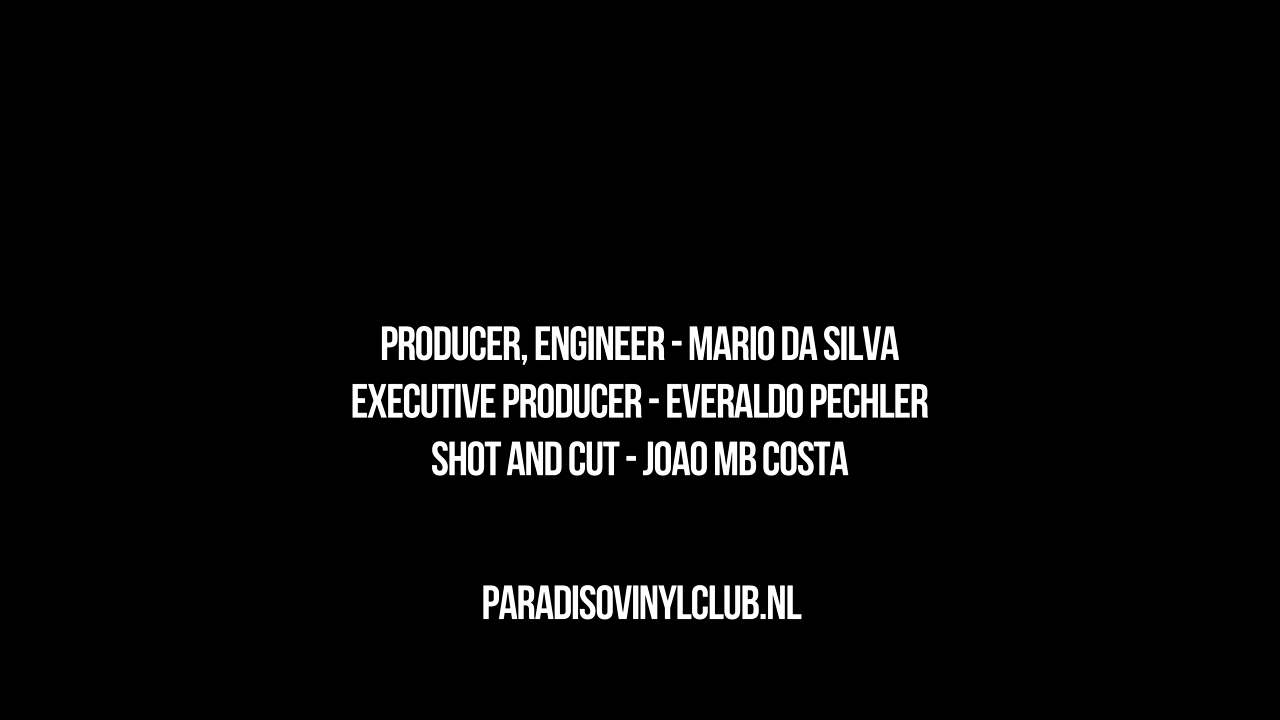 PRODUCER, ENGINEER - MARIO DA SILVA
EXECUTIVE PRODUCER - EVERALDO PECHLER
SHOT AND CUT - JOAO MB COSTA
PARADISOVINYLCLUB.NL